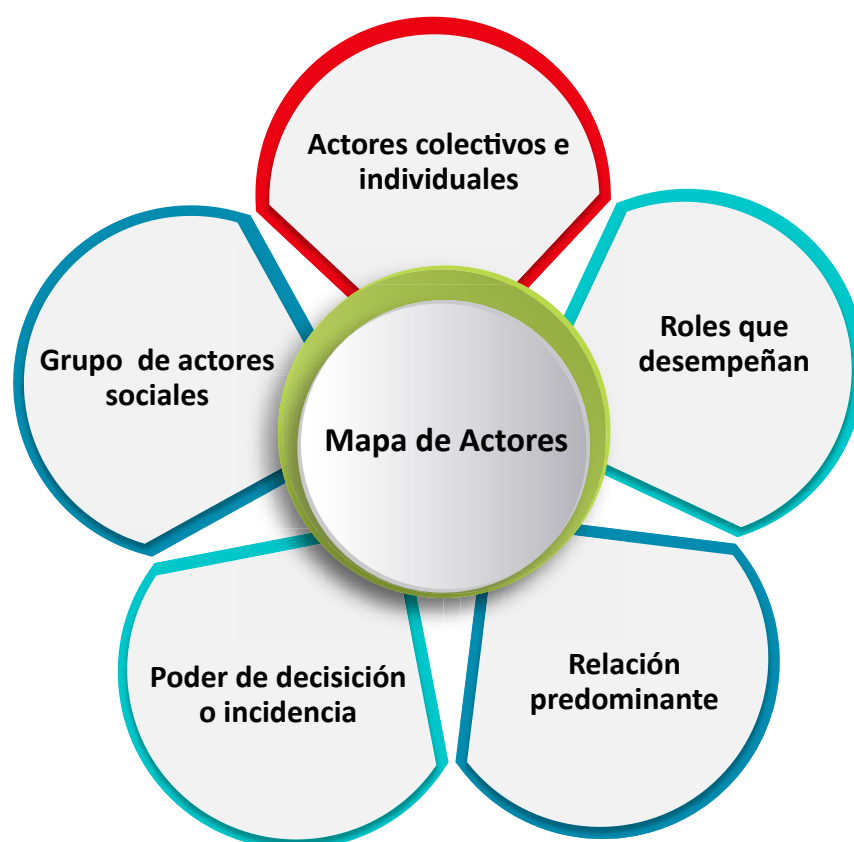 Actores colectivos e
individuales
Roles que
desempeñan
Grupo  de actores
sociales
Mapa de Actores
Relación
predominante
Poder de decisición
o incidencia